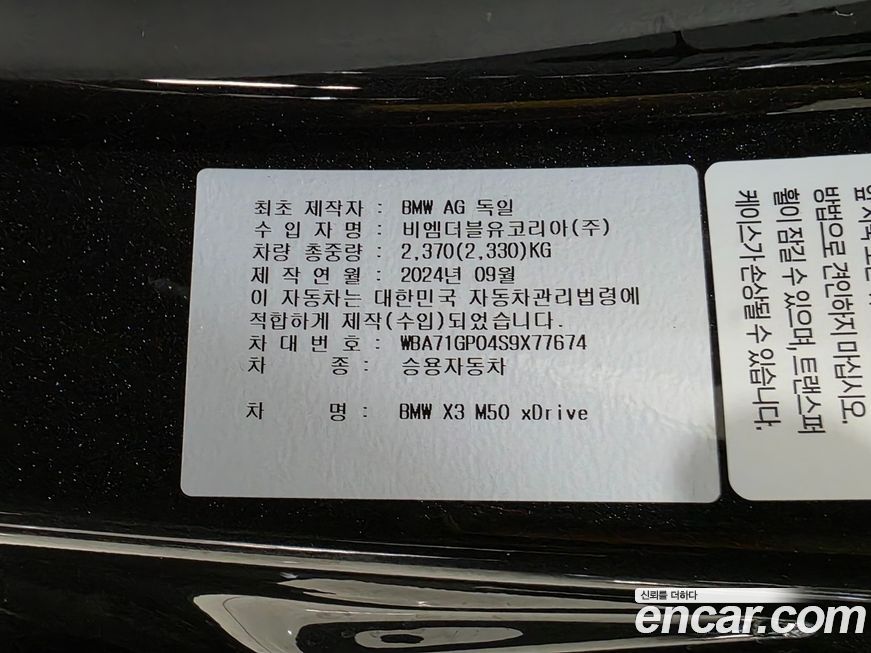 최초 제작자 : BMW AG 독일
수 입 자 명 : 비엠더블유코리아(주)
차량 총중량 : 2,370(2,330)KG
제 작 연 월 : 2024년 09월
이 자동차는 대한민국 자동차관리법령에
적합하게 제작(수입)되었습니다.
차 대 번 호 : WBA71GP04S9X77674
차 종 : 승용자동차
차 명 : BMW X3 M50 xDrive
방법으로 견인하지 마십시오.
휠이 잠길 수 있으며, 트랜스퍼
케이스가 손상될 수 있습니다.
신뢰를 더하다
encar.com